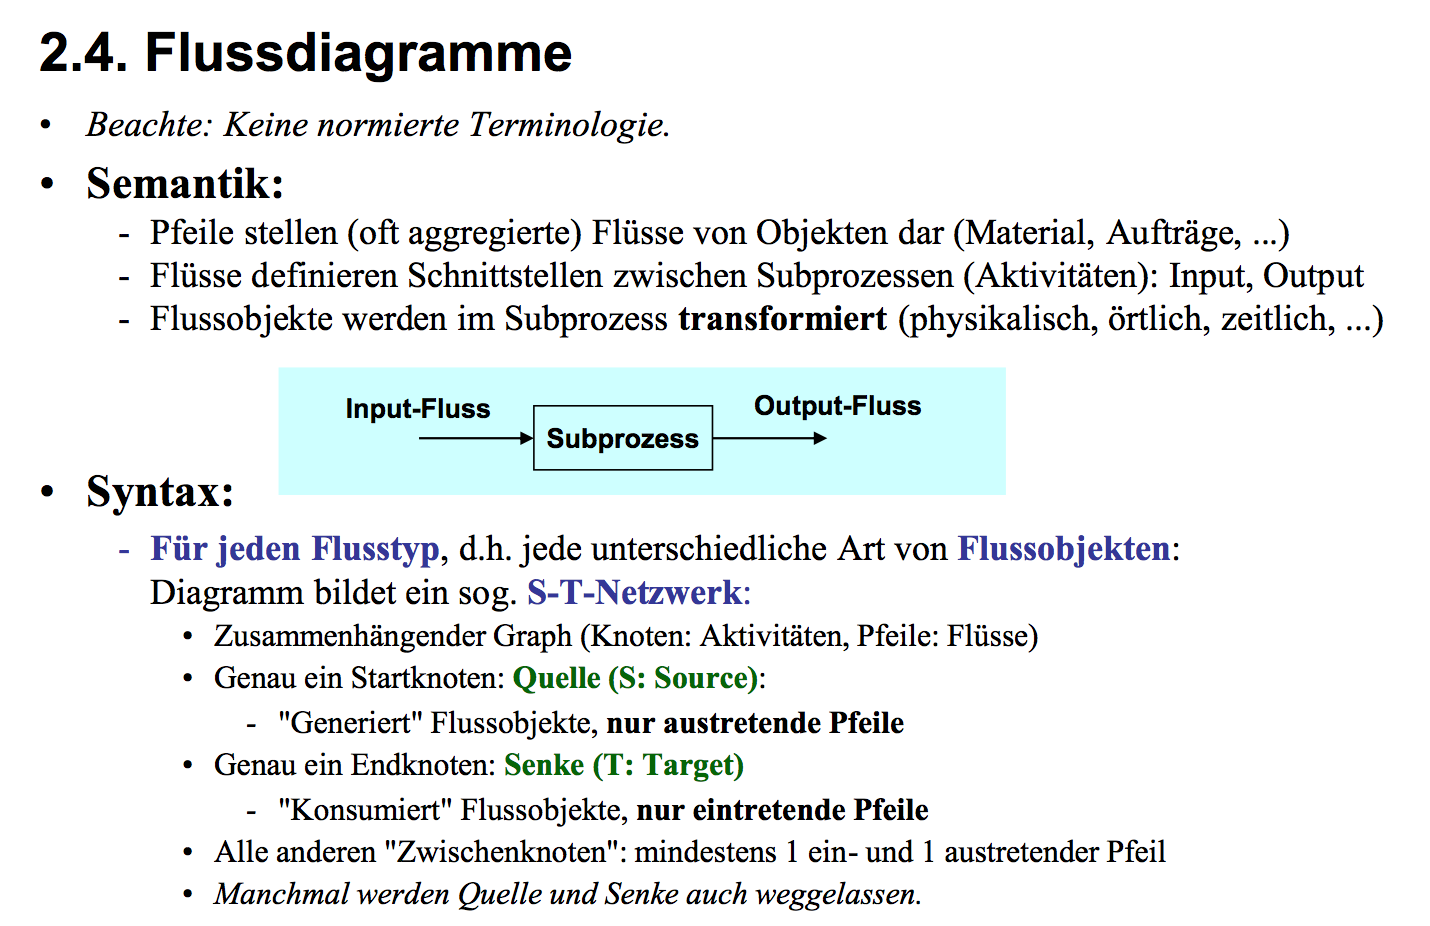 2.4. Flussdiagramme
• Beachte: Keine normierte Terminologie.
• Semantik:
- Pfeile stellen (oft aggregierte) Flüsse von Objekten dar (Material, Aufträge, ...)
- Flüsse definieren Schnittstellen zwischen Subprozessen (Aktivitäten): Input, Output
- Flussobjekte werden im Subprozess transformiert (physikalisch, örtlich, zeitlich, ...)
Input-Fluss
Subprozess
Output-Fluss
• Syntax:
- Für jeden Flusstyp, d.h. jede unterschiedliche Art von Flussobjekten:
Diagramm bildet ein sog. S-T-Netzwerk:
• Zusammenhängender Graph (Knoten: Aktivitäten, Pfeile: Flüsse)
• Genau ein Startknoten: Quelle (S: Source):
- "Generiert" Flussobjekte, nur austretende Pfeile
• Genau ein Endknoten: Senke (T: Target)
- "Konsumiert" Flussobjekte, nur eintretende Pfeile
• Alle anderen "Zwischenknoten": mindestens 1 ein- und 1 austretender Pfeil
• Manchmal werden Quelle und Senke auch weggelassen.